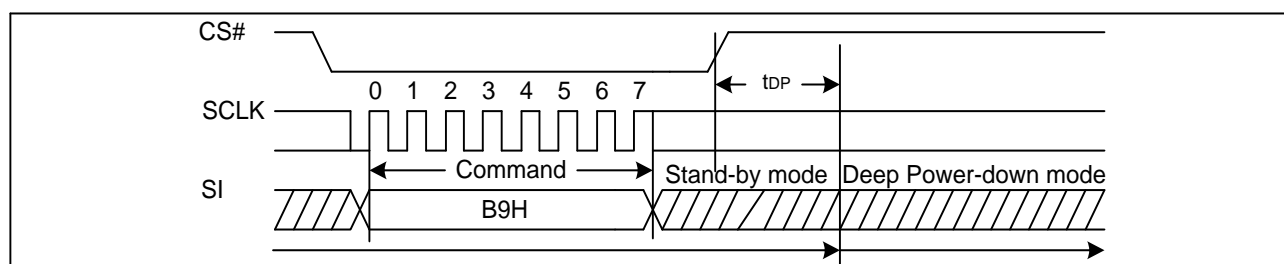 CS#
tDP
0 1 2 3 4 5 6 7
SCLK
Command
Stand-by mode Deep Power-down mode
SI
B9H